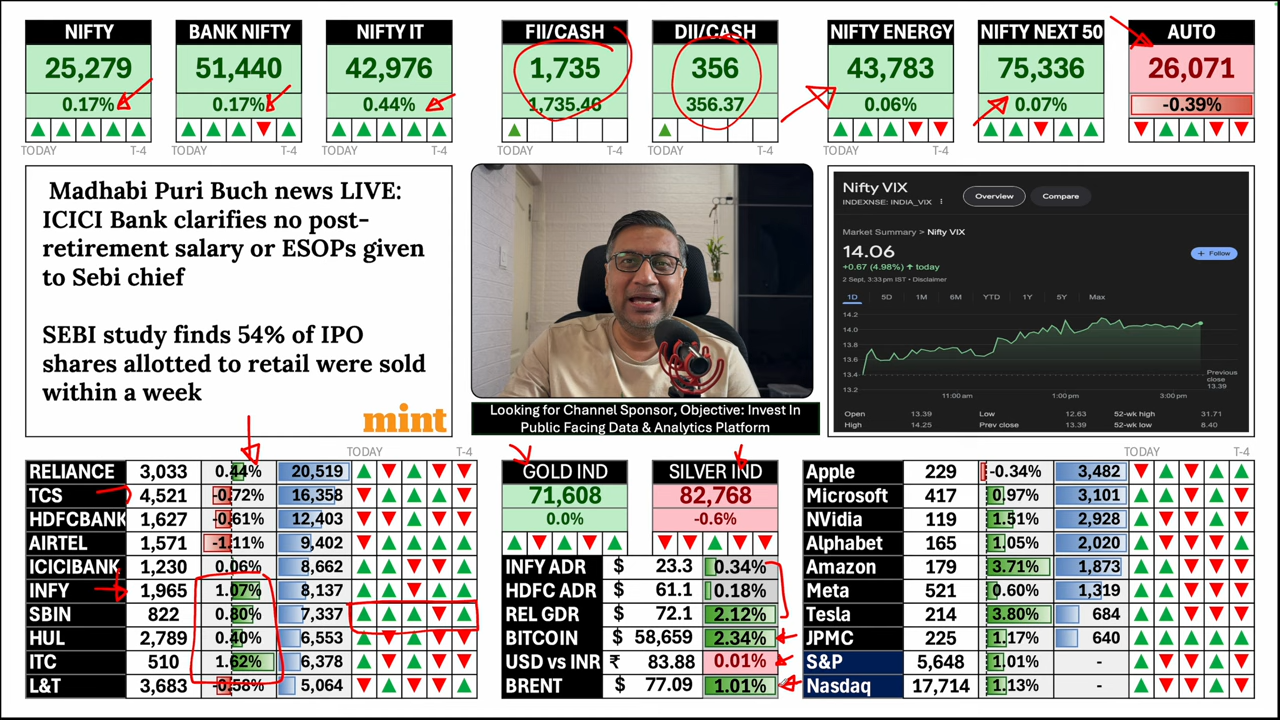 NIFTY
25,279
0.17%
TODAY T-4
BANK NIFTY
51,440
0.17%
NIFTY IT
42,976
0.44%
TODAY T-4
FII/CASH
1,735
1,735.46
TODAY T-4
DII/CASH
356
356.37
TODAY T-4
NIFTY ENERGY
43,783
0.06%
TODAY T-4
NIFTY NEXT 50
75,336
0.07%
AUTO
26,071
-0.39%
TODAY T-4
Madhabi Puri Buch news LIVE:
ICICI Bank clarifies no post-
retirement salary or ESOPs given
to Sebi chief
SEBI study finds 54% of IPO
shares allotted to retail were sold
within a week
mint
Looking for Channel Sponsor, Objective: Invest In
Public Facing Data & Analytics Platform
Nifty VIX
INDEXNSE: INDIA_VIX
Overview
Compare
Market Summary > Nifty VIX
14.06
+0.67 (4.98%) ↑ today
2 Sept, 3:33 pm IST • Disclaimer
+ Follow
1D 5D 1M 6M YTD 1Y 5Y Max
14.2
14.0
13.8
13.6
13.4
13.2
Previous
close
13.39
11:00 am 1:00 pm 3:00 pm
Open 13.39 Low 12.63 52-wk high 31.71
High 14.25 Prev close 13.39 52-wk low 8.40
TODAY T-4
RELIANCE 3,033 0.44% 20,519
TCS 4,521 -0.72% 16,358
HDFCBANK 1,627 -0.61% 12,403
AIRTEL 1,571 -1.11% 9,402
ICICIBANK 1,230 0.06% 8,662
INFY 1,965 1.07% 8,137
SBIN 822 0.80% 7,337
HUL 2,789 0.40% 6,553
ITC 510 1.62% 6,378
L&T 3,683 -0.58% 5,064
GOLD IND
71,608
0.0%
SILVER IND
82,768
-0.6%
INFY ADR $ 23.3 0.34%
HDFC ADR $ 61.1 0.18%
REL GDR $ 72.1 2.12%
BITCOIN $ 58,659 2.34%
USD vs INR ₹ 83.88 0.01%
BRENT $ 77.09 1.01%
TODAY T-4
Apple 229 -0.34% 3,482
Microsoft 417 0.97% 3,101
NVidia 119 1.51% 2,928
Alphabet 165 1.05% 2,020
Amazon 179 3.71% 1,873
Meta 521 0.60% 1,319
Tesla 214 3.80% 684
JPMC 225 1.17% 640
S&P 5,648 1.01% -
Nasdaq 17,714 1.13% -